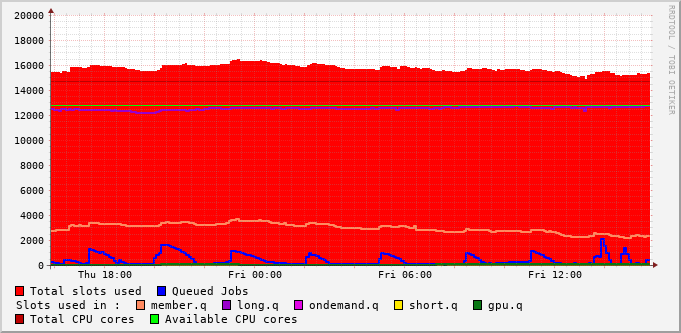 20000
18000
16000
14000
12000
10000
8000
6000
4000
2000
0
Thu 18:00 Fri 00:00 Fri 06:00 Fri 12:00
Total slots used Queued Jobs
Slots used in : member.q long.q ondemand.q short.q gpu.q
Total CPU cores Available CPU cores
RRDTOOL / TOBI OETIKER